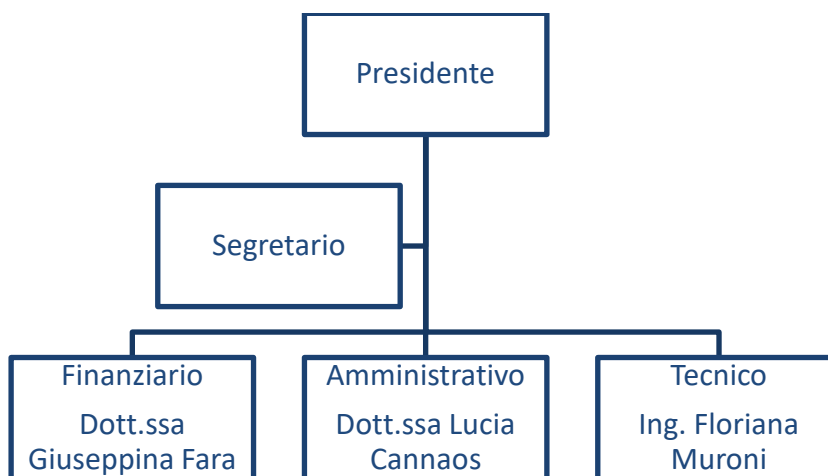 Presidente
Segretario
Finanziario
Dott.ssa
Giuseppina Fara
Amministrativo
Dott.ssa Lucia
Cannaos
Tecnico
Ing. Floriana
Muroni